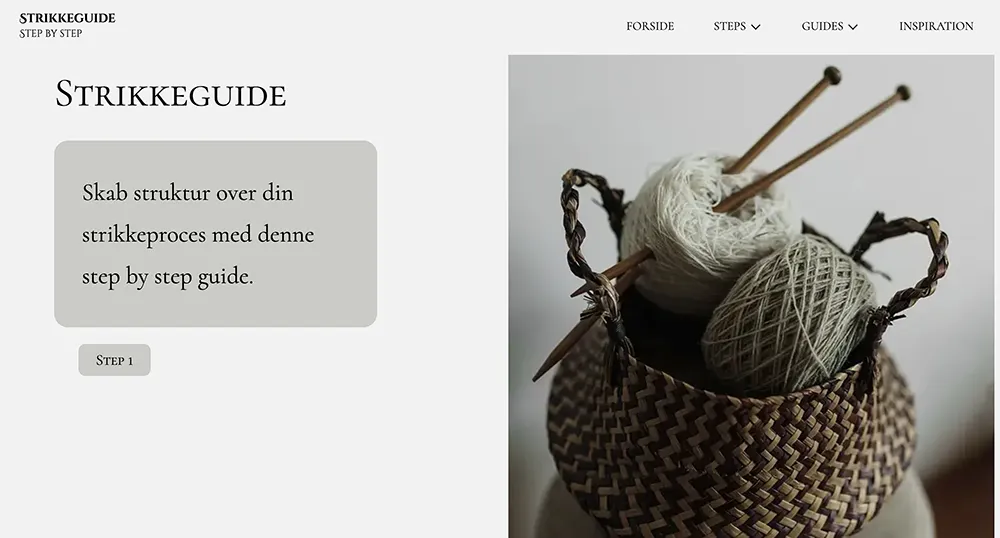 STRIKKEGUIDE
STEP BY STEP
FORSIDE STEPS GUIDES INSPIRATION
STRIKKEGUIDE
Skab struktur over din
strikkeproces med denne
step by step guide.
STEP 1